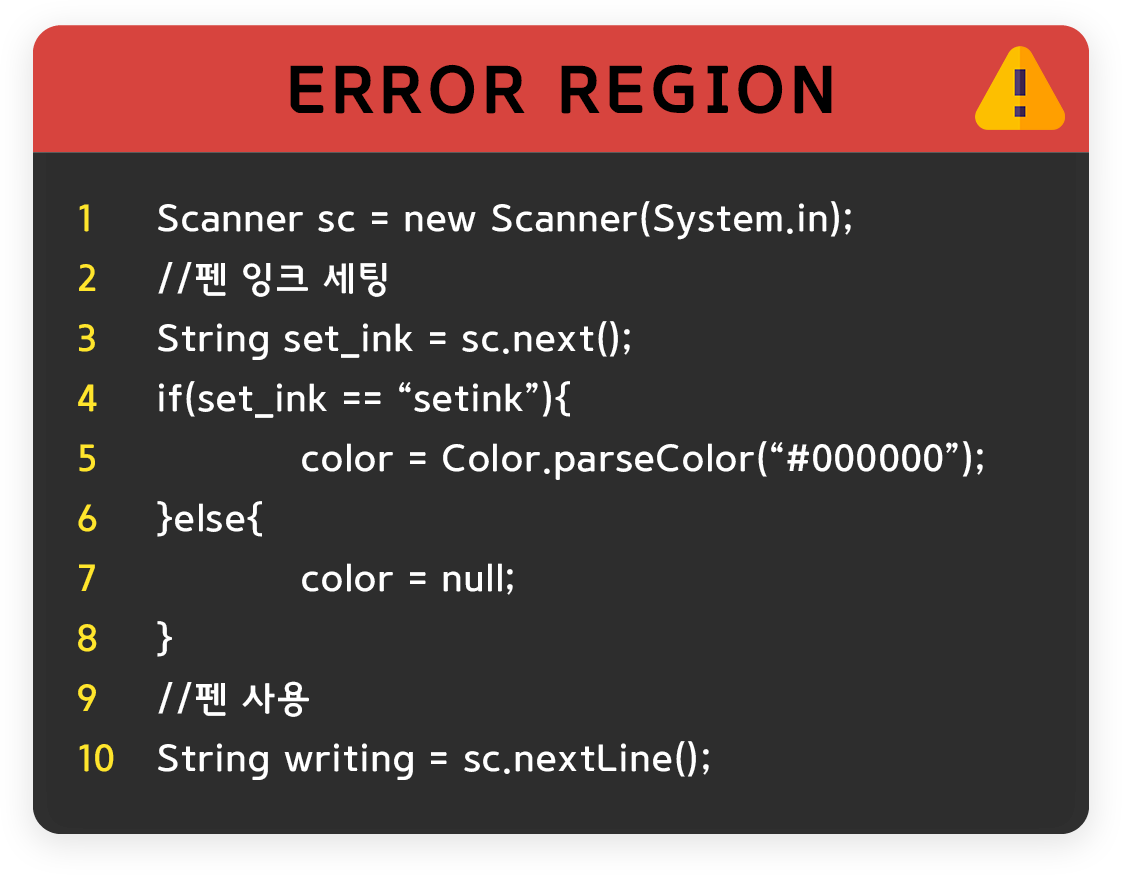 ERROR REGION
1 Scanner sc = new Scanner(System.in);
2 //펜 잉크 세팅
3 String set_ink = sc.next();
4 if(set_ink == “setink”){
5 color = Color.parseColor(“#000000”);
6 }else{
7 color = null;
8 }
9 //펜 사용
10 String writing = sc.nextLine();